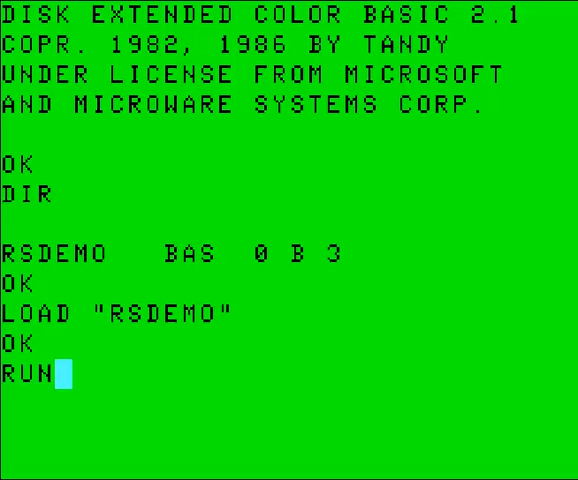 DISK EXTENDED COLOR BASIC 2.1
COPR. 1982, 1986 BY TANDY
UNDER LICENSE FROM MICROSOFT
AND MICROWARE SYSTEMS CORP.
OK
DIR
RSDEMO BAS 0 B 3
OK
LOAD "RSDEMO"
OK
RUN